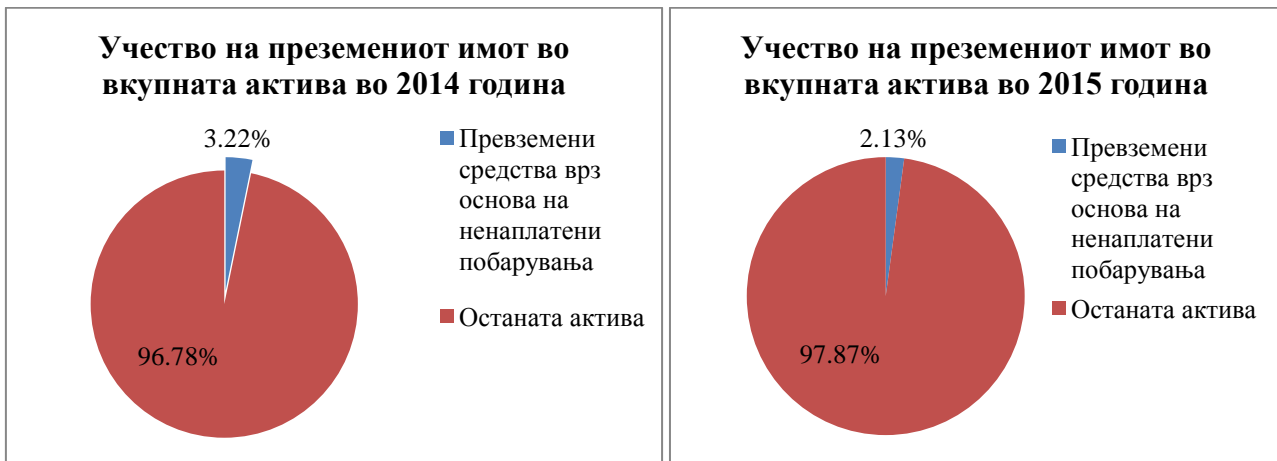 Учество на преземениот имот во
вкупната актива во 2014 година
3.22%
Превземени
средства врз
основа на
ненаплатени
побарувања
Останата актива
96.78%
Учество на преземениот имот во
вкупната актива во 2015 година
2.13%
Превземени
средства врз
основа на
ненаплатени
побарувања
Останата актива
97.87%